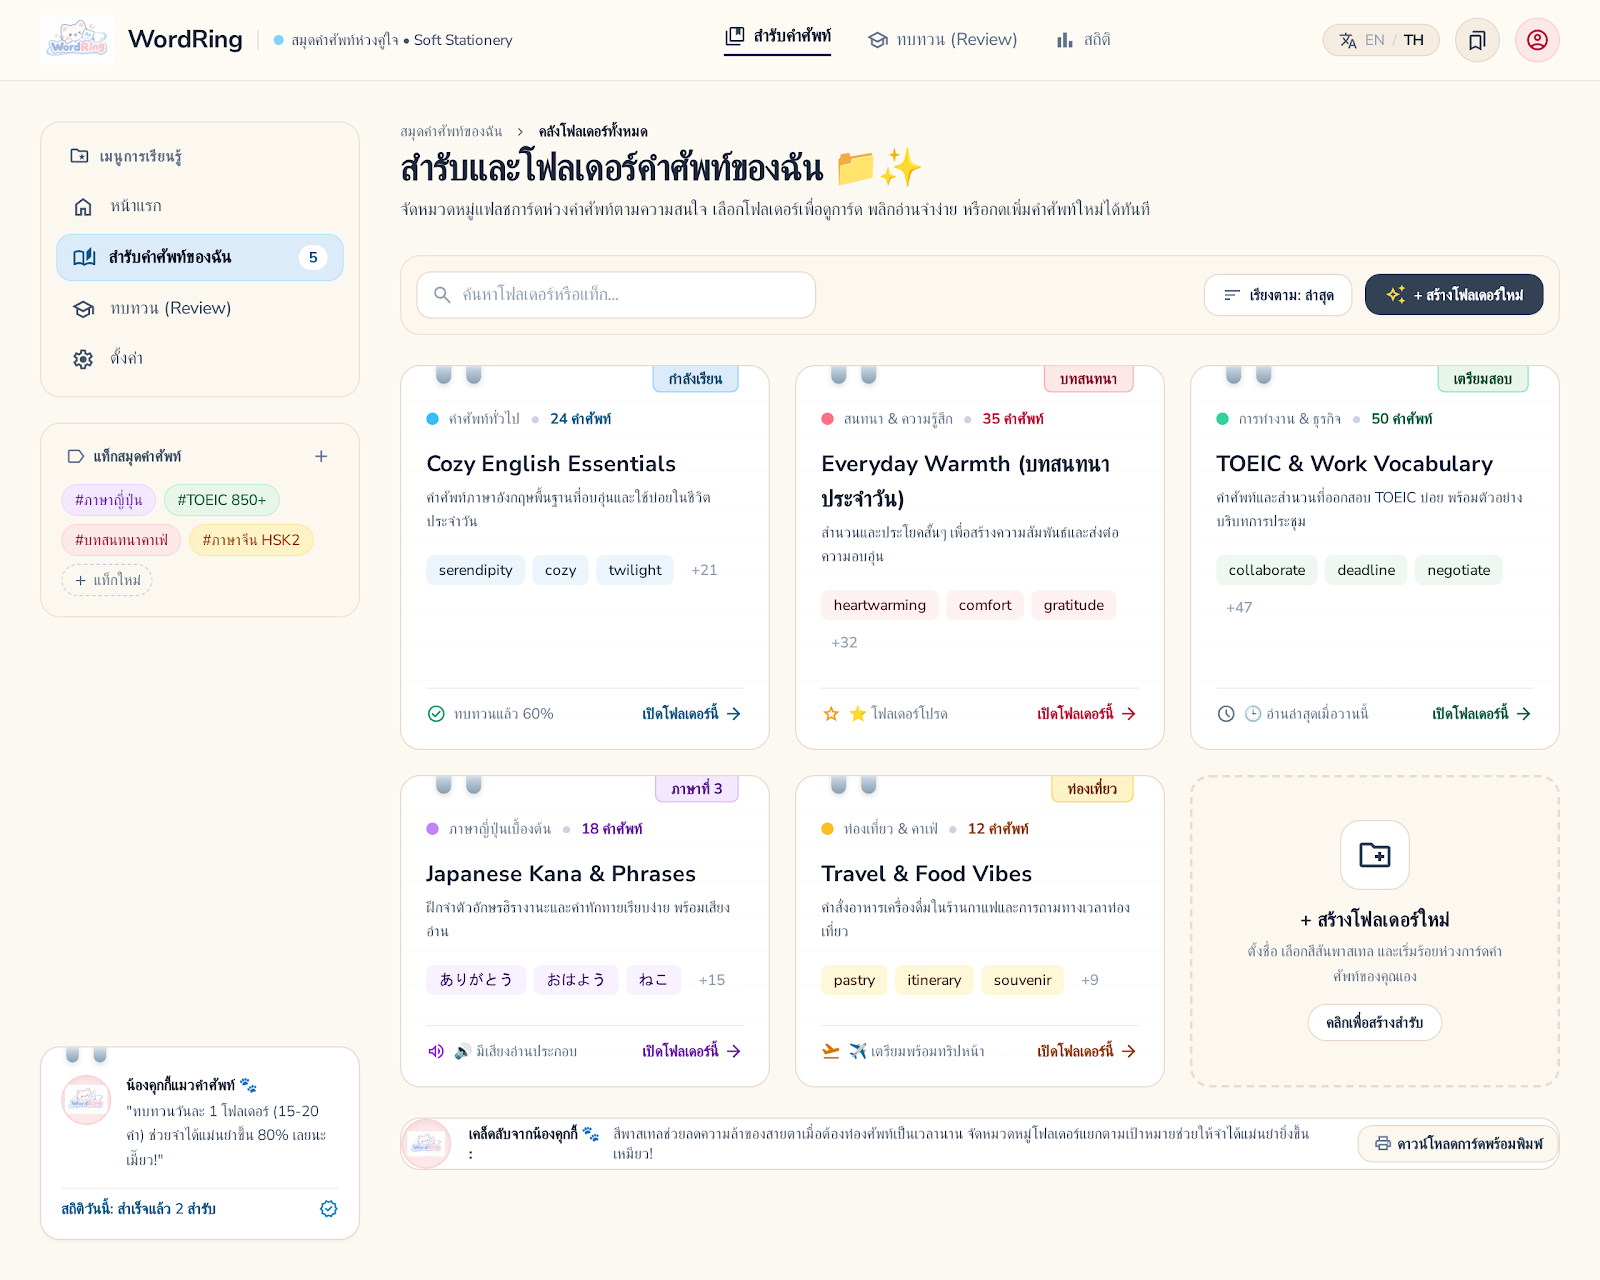 WordRing
สมุดคำศัพท์ห่วงคู่ใจ • Soft Stationery
สำรับคำศัพท์
ทบทวน (Review)
สถิติ
EN / TH
เมนูการเรียนรู้
หน้าแรก
สำรับคำศัพท์ของฉัน
5
ทบทวน (Review)
ตั้งค่า
แท็กสมุดคำศัพท์
#ภาษาญี่ปุ่น
#TOEIC 850+
#บทสนทนาคาเฟ่
#ภาษาจีน HSK2
+ แท็กใหม่
น้องคุกกี้แมวคำศัพท์ 🐾
"ทบทวนวันละ 1 โฟลเดอร์ (15-20
คำ) ช่วยจำได้แม่นยำขึ้น 80% เลยนะ
เมี๊ยว!"
สถิติวันนี้: สำเร็จแล้ว 2 สำรับ
สมุดคำศัพท์ของฉัน
คลังโฟลเดอร์ทั้งหมด
สำรับและโฟลเดอร์คำศัพท์ของฉัน 📁✨
จัดหมวดหมู่แฟลชการ์ดห่วงคำศัพท์ตามความสนใจ เลือกโฟลเดอร์เพื่อดูการ์ด พลิกอ่านจำง่าย หรือกดเพิ่มคำศัพท์ใหม่ได้ทันที
ค้นหาโฟลเดอร์หรือแท็ก...
เรียงตาม: ล่าสุด
+ สร้างโฟลเดอร์ใหม่
กำลังเรียน
คำศัพท์ทั่วไป
24 คำศัพท์
Cozy English Essentials
คำศัพท์ภาษาอังกฤษพื้นฐานที่อบอุ่นและใช้บ่อยในชีวิต
ประจำวัน
serendipity
cozy
twilight
+21
ทบทวนแล้ว 60%
เปิดโฟลเดอร์นี้
บทสนทนา
สนทนา & ความรู้สึก
35 คำศัพท์
Everyday Warmth (บทสนทนา
ประจำวัน)
สำนวนและประโยคสั้นๆ เพื่อสร้างความสัมพันธ์และส่งต่อ
ความอบอุ่น
heartwarming
comfort
gratitude
+32
⭐ โฟลเดอร์โปรด
เปิดโฟลเดอร์นี้
เตรียมสอบ
การทำงาน & ธุรกิจ
50 คำศัพท์
TOEIC & Work Vocabulary
คำศัพท์และสำนวนที่ออกสอบ TOEIC บ่อย พร้อมตัวอย่าง
บริบทการประชุม
collaborate
deadline
negotiate
+47
🕒 อ่านล่าสุดเมื่อวานนี้
เปิดโฟลเดอร์นี้
ภาษาที่ 3
ภาษาญี่ปุ่นเบื้องต้น
18 คำศัพท์
Japanese Kana & Phrases
ฝึกจำตัวอักษรฮิรางานะและคำทักทายเรียบง่าย พร้อมเสียง
อ่าน
ありがとう
おはよう
ねこ
+15
🔊 มีเสียงอ่านประกอบ
เปิดโฟลเดอร์นี้
ท่องเที่ยว
ท่องเที่ยว & คาเฟ่
12 คำศัพท์
Travel & Food Vibes
คำสั่งอาหารเครื่องดื่มในร้านกาแฟและการถามทางเวลาท่อง
เที่ยว
pastry
itinerary
souvenir
+9
✈️ เตรียมพร้อมทริปหน้า
เปิดโฟลเดอร์นี้
+ สร้างโฟลเดอร์ใหม่
ตั้งชื่อ เลือกสีสันพาสเทล และเริ่มร้อยห่วงการ์ดคำ
ศัพท์ของคุณเอง
คลิกเพื่อสร้างสำรับ
เคล็ดลับจากน้องคุกกี้ 🐾
:
สีพาสเทลช่วยลดความล้าของสายตาเมื่อต้องท่องศัพท์เป็นเวลานาน จัดหมวดหมู่โฟลเดอร์แยกตามเป้าหมายช่วยให้จำได้แม่นยำยิ่งขึ้น
เหมียว!
ดาวน์โหลดการ์ดพร้อมพิมพ์